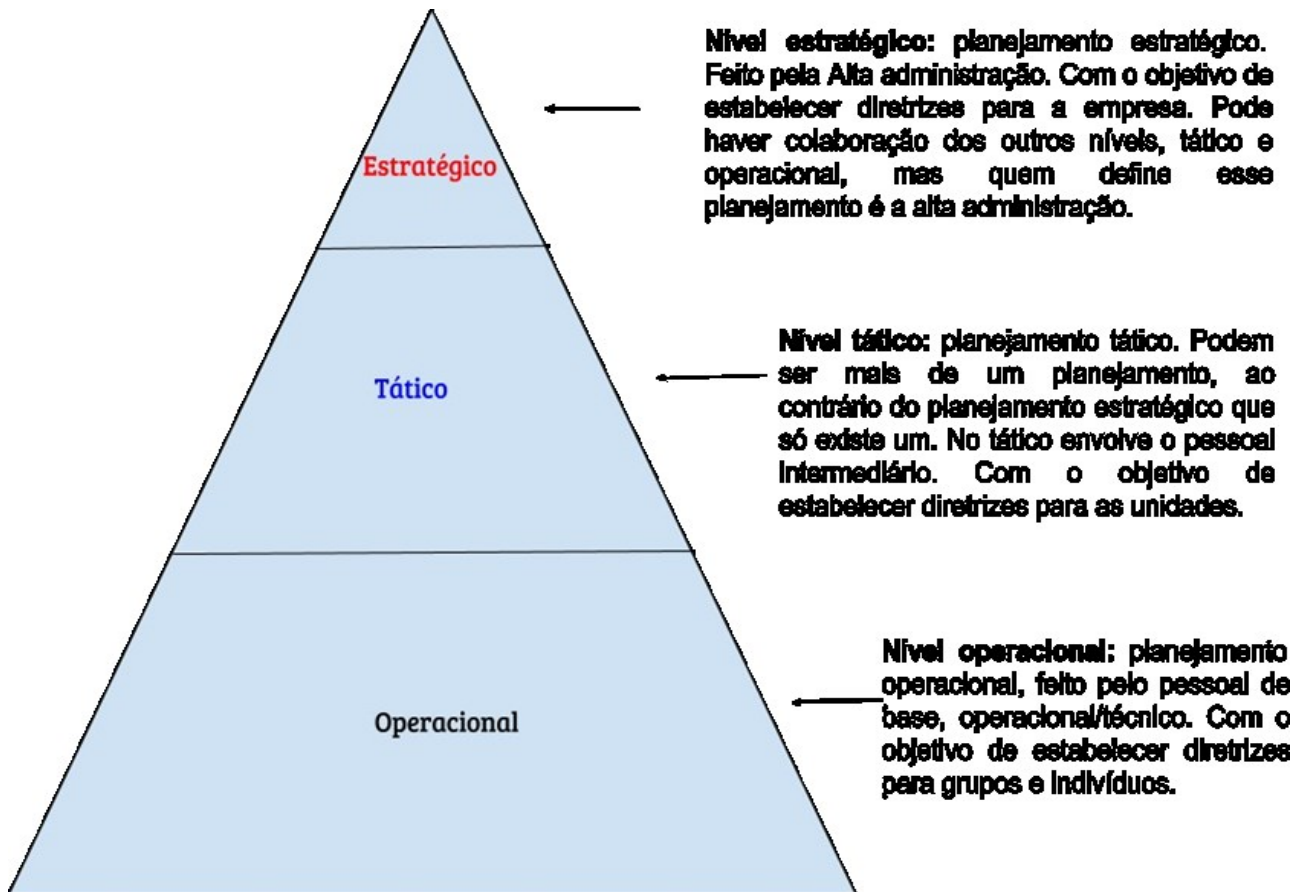 Nível estratégico: planejamento estratégico.
Feito pela Alta administração. Com o objetivo de
estabelecer diretrizes para a empresa. Pode
haver colaboração dos outros níveis, tático e
operacional, mas quem define esse
planejamento é a alta administração.
Estratégico
Nível tático: planejamento tático. Podem
ser mais de um planejamento, ao
contrário do planejamento estratégico que
só existe um. No tático envolve o pessoal
intermediário. Com o objetivo de
estabelecer diretrizes para as unidades.
Tático
Nível operacional: planejamento
operacional, feito pelo pessoal de
base, operacional/técnico. Com o
objetivo de estabelecer diretrizes
para grupos e indivíduos.
Operacional